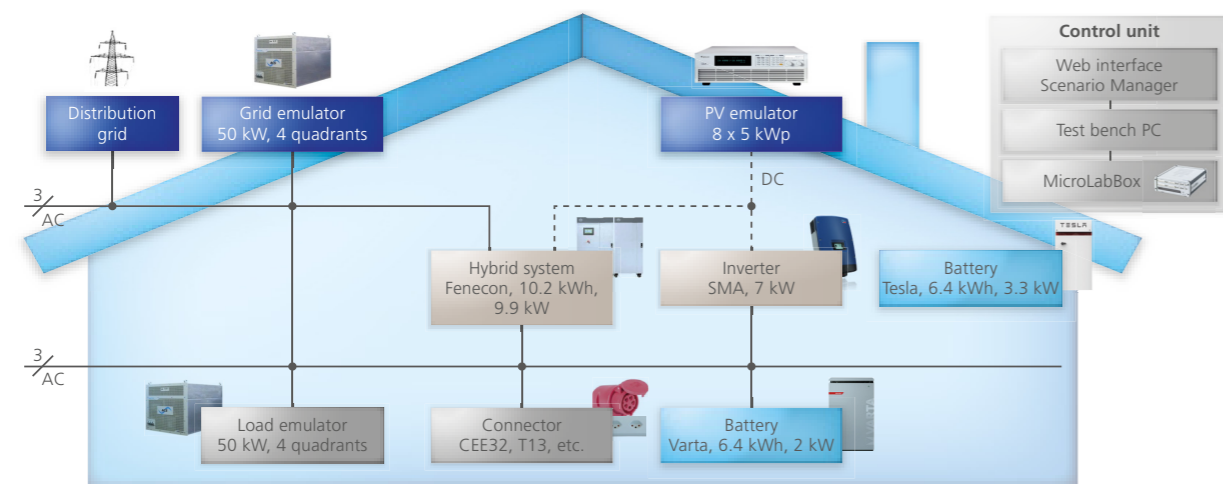 Control unit
Web interface
Scenario Manager
Test bench PC
MicroLabBox
Distribution
grid
Grid emulator
50 kW, 4 quadrants
PV emulator
8 x 5 kWp
DC
3
AC
TESLA
Hybrid system
Fenecon, 10.2 kWh,
9.9 kW
Inverter
SMA, 7 kW
Battery
Tesla, 6.4 kWh, 3.3 kW
3
AC
Load emulator
50 kW, 4 quadrants
Connector
CEE32, T13, etc.
Battery
Varta, 6.4 kWh, 2 kW